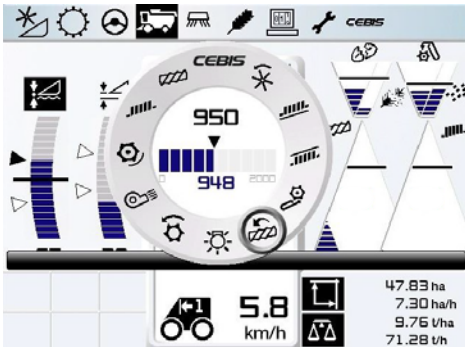 CEBIS
CEBIS
950
0 2000
948
5.8
km/h
47.83 ha
7.30 ha/h
9.76 t/ha
71.28 t/h